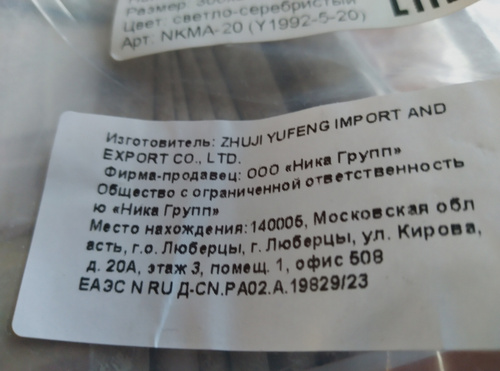 Цвет: светло-серебристый
Арт. NKMA-20 (Y1992-5-20)
Изготовитель: ZHUJI YUFENG IMPORT AND
EXPORT CO., LTD.
Фирма-продавец: ООО «Ника Групп»
Общество с ограниченной ответственность
ю «Ника Групп»
Место нахождения:140005, Московская обл
асть, г.о. Люберцы, г. Люберцы, ул. Кирова,
д. 20А, этаж 3, помещ. 1, офис 508
ЕАЭС N RU Д-CN.РА02.А.19829/23